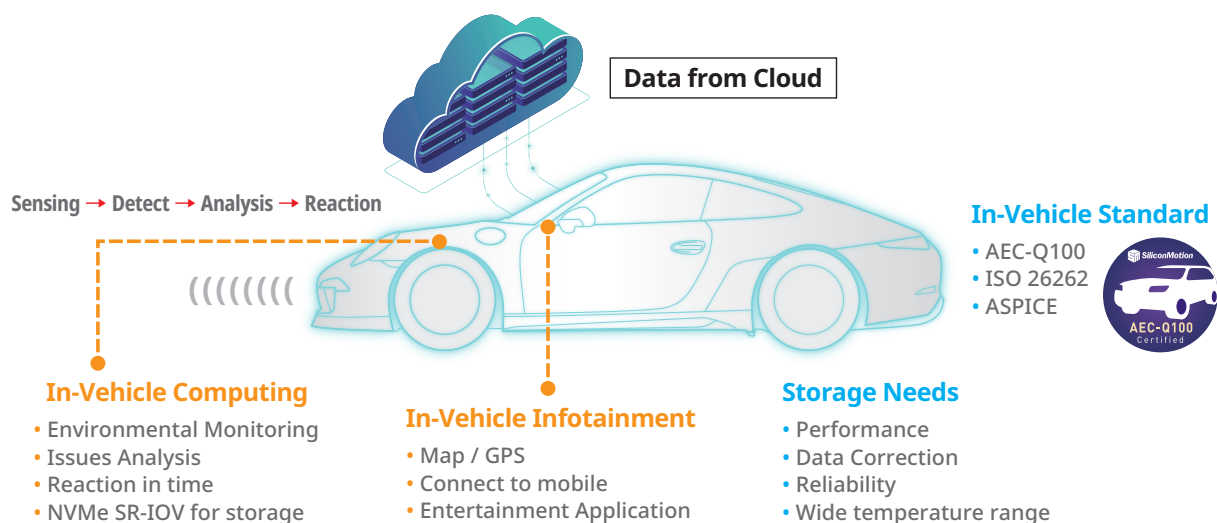 Data from Cloud
Sensing → Detect → Analysis → Reaction
In-Vehicle Standard
• AEC-Q100
• ISO 26262
• ASPICE
SiliconMotion
AEC-Q100
Certified
In-Vehicle Computing
• Environmental Monitoring
• Issues Analysis
• Reaction in time
• NVMe SR-IOV for storage
In-Vehicle Infotainment
• Map / GPS
• Connect to mobile
• Entertainment Application
Storage Needs
• Performance
• Data Correction
• Reliability
• Wide temperature range